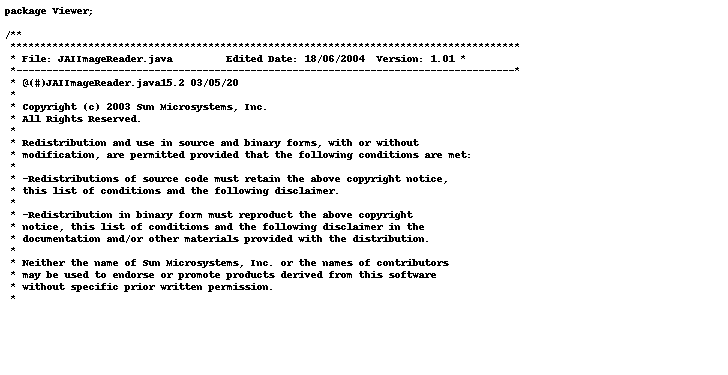 package Viewer;
/**
 *************************************************************************************
 * File: JAIImageReader.java         Edited Date: 18/06/2004  Version: 1.01 *
 *-----------------------------------------------------------------------------------*
 * @(#)JAIImageReader.java15.2 03/05/20
 *
 * Copyright (c) 2003 Sun Microsystems, Inc.
 * All Rights Reserved.
 *
 * Redistribution and use in source and binary forms, with or without
 * modification, are permitted provided that the following conditions are met:
 *
 * -Redistributions of source code must retain the above copyright notice,
 * this list of conditions and the following disclaimer.
 *
 * -Redistribution in binary form must reproduce the above copyright
 * notice, this list of conditions and the following disclaimer in the
 * documentation and/or other materials provided with the distribution.
 *
 * Neither the name of Sun Microsystems, Inc. or the names of contributors
 * may be used to endorse or promote products derived from this software
 * without specific prior written permission.
 *